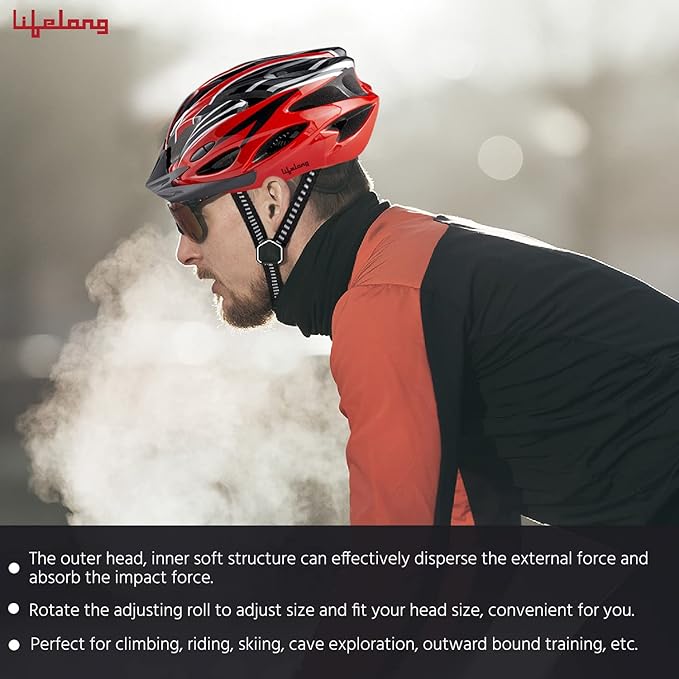 Lifelong
Lifelong
The outer head, inner soft structure can effectively disperse the external force and
absorb the impact force.
Rotate the adjusting roll to adjust size and fit your head size, convenient for you.
Perfect for climbing, riding, skiing, cave exploration, outward bound training, etc.